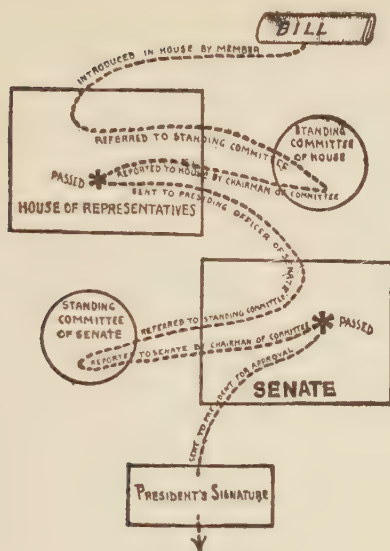 BILL
INTRODUCED IN HOUSE BY MEMBER
REFERRED TO STANDING COMMITTEE
STANDING
COMMITTEE
OF HOUSE
REPORTED TO HOUSE BY CHAIRMAN OF COMMITTEE
PASSED
SENT TO PRESIDING OFFICER OF SENATE
HOUSE OF REPRESENTATIVES
STANDING
COMMITTEE
OF SENATE
REFERRED TO STANDING COMMITTEE
REPORTED TO SENATE BY CHAIRMAN OF COMMITTEE
PASSED
SENATE
SENT TO PRESIDENT FOR APPROVAL
PRESIDENT'S SIGNATURE